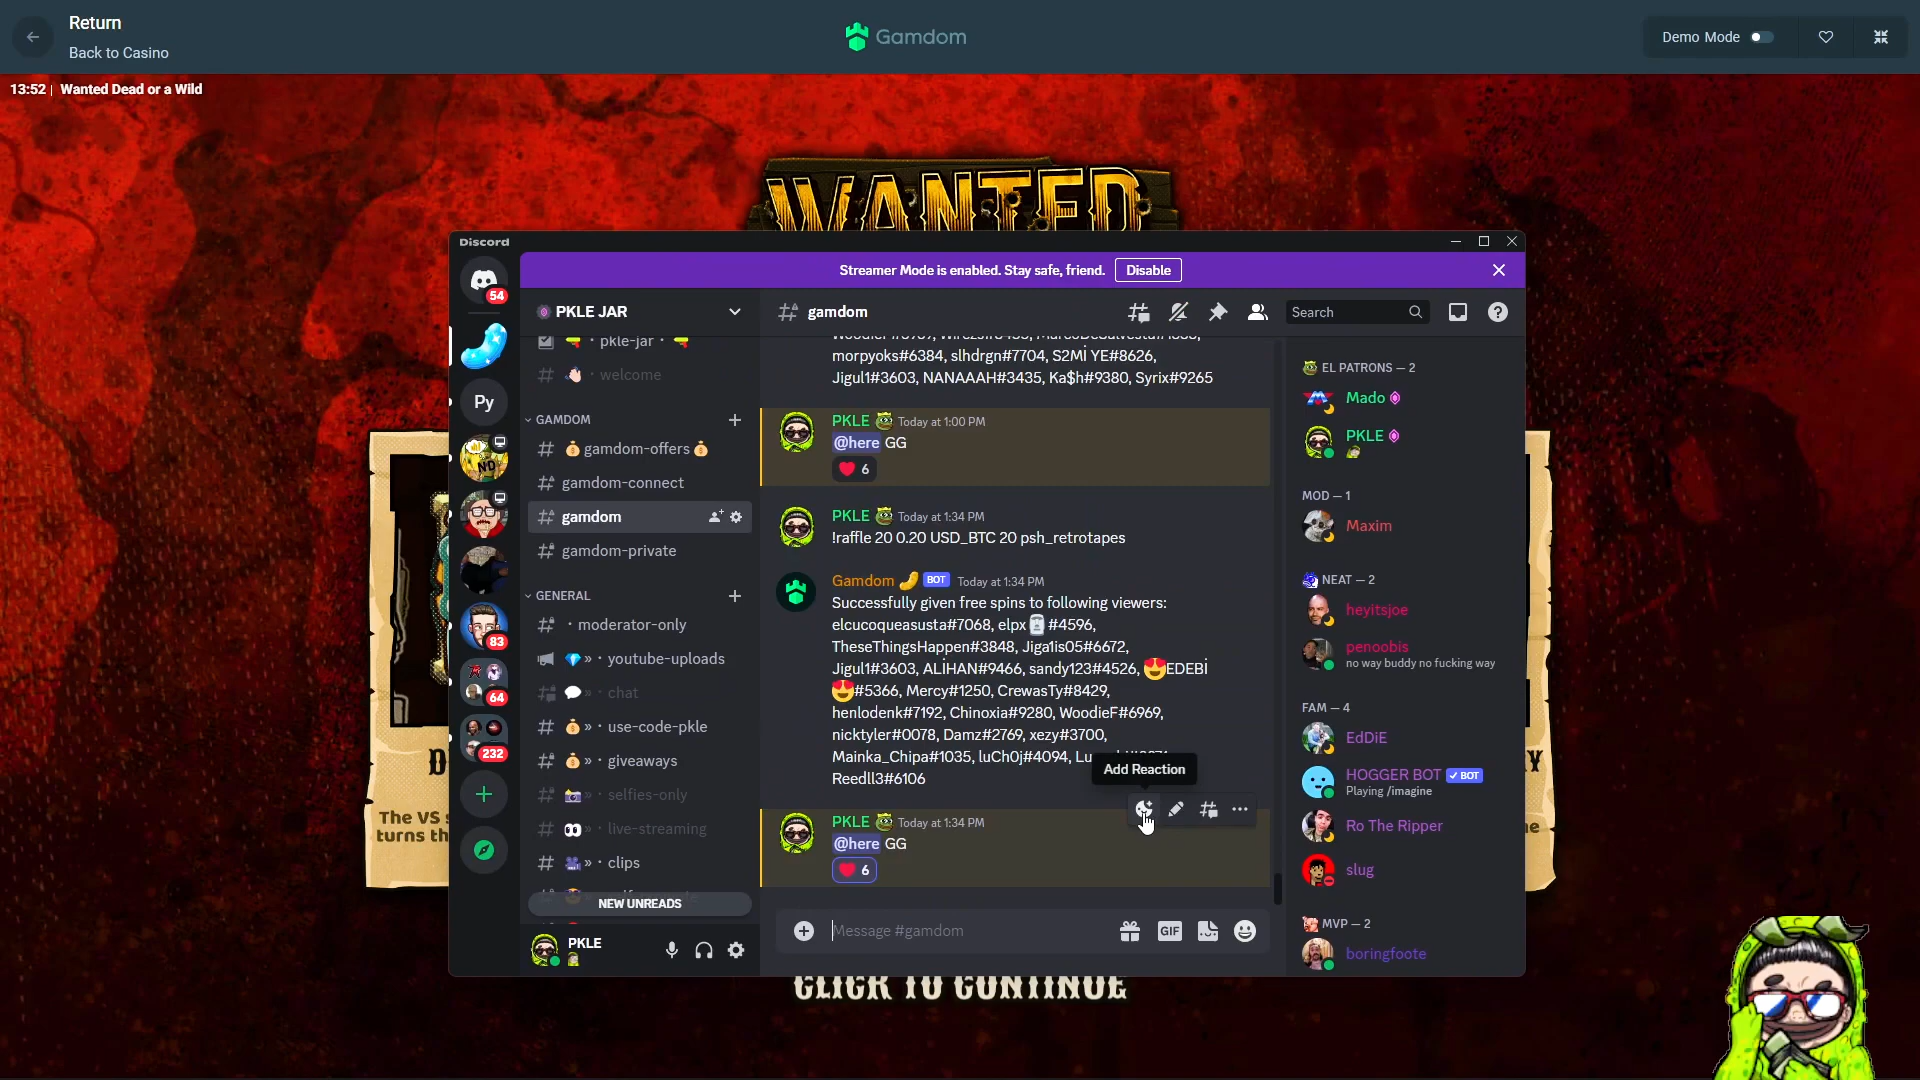 Return
Back to Casino
Gamdom
Demo Mode
13:52 | Wanted Dead or a Wild
WANTED
Discord
Streamer Mode is enabled. Stay safe, friend.
Disable
54
Py
83
64
232
PKLE JAR
· pkle-jar ·
· welcome
GAMDOM
gamdom-offers
gamdom-connect
gamdom
gamdom-private
GENERAL
· moderator-only
» · youtube-uploads
» · chat
» · use-code-pkle
» · giveaways
» · selfies-only
» · live-streaming
» · clips
NEW UNREADS
PKLE
gamdom
Search
morpyoks#6384, slhdrgn#7704, S2Mİ YE#8626,
Jigul1#3603, NANAAAH#3435, Ka$h#9380, Syrix#9265
PKLE Today at 1:00 PM
@here GG
6
PKLE Today at 1:34 PM
!raffle 20 0.20 USD_BTC 20 psh_retrotapes
Gamdom BOT Today at 1:34 PM
Successfully given free spins to following viewers:
elcucoqueasusta#7068, elpx#4596,
TheseThingsHappen#3848, Jiga1is05#6672,
Jigul1#3603, ALİHAN#9466, sandy123#4526, 😍EDEBİ
😍#5366, Mercy#1250, CrewasTy#8429,
henlodenk#7192, Chinoxia#9280, WoodieF#6969,
nicktyler#0078, Damz#2769, xezy#3700,
Mainka_Chipa#1035, luCh0j#4094,
Reedll3#6106
Add Reaction
PKLE Today at 1:34 PM
@here GG
6
Message #gamdom
GIF
EL PATRONS — 2
Mado
PKLE
MOD — 1
Maxim
NEAT — 2
heyitsjoe
penoobis
no way buddy no fucking way
FAM — 4
EdDiE
HOGGER BOT ✓ BOT
Playing /imagine
Ro The Ripper
slug
MVP — 2
boringfoote
The VS
turns th
CLICK TO CONTINUE